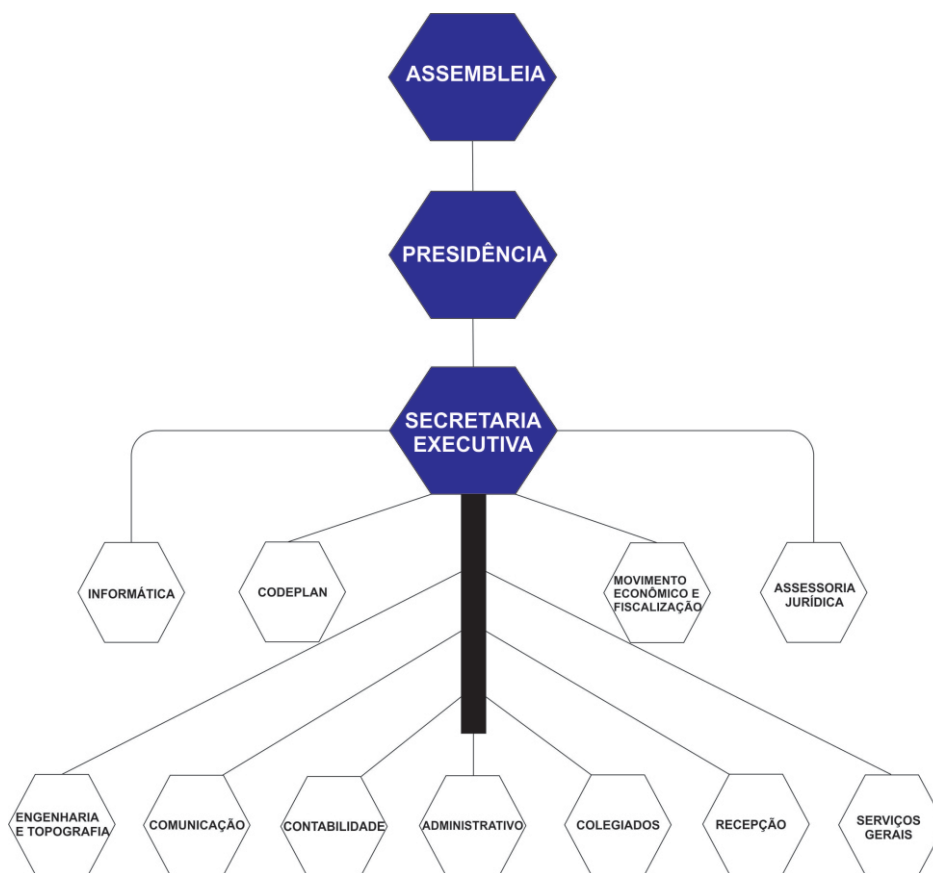 ASSEMBLEIA
PRESIDÊNCIA
SECRETARIA
EXECUTIVA
INFORMÁTICA
CODEPLAN
MOVIMENTO
ECONÔMICO E
FISCALIZAÇÃO
ASSESSORIA
JURÍDICA
ENGENHARIA
E TOPOGRAFIA
COMUNICAÇÃO
CONTABILIDADE
ADMINISTRATIVO
COLEGIADOS
RECEPÇÃO
SERVIÇOS
GERAIS